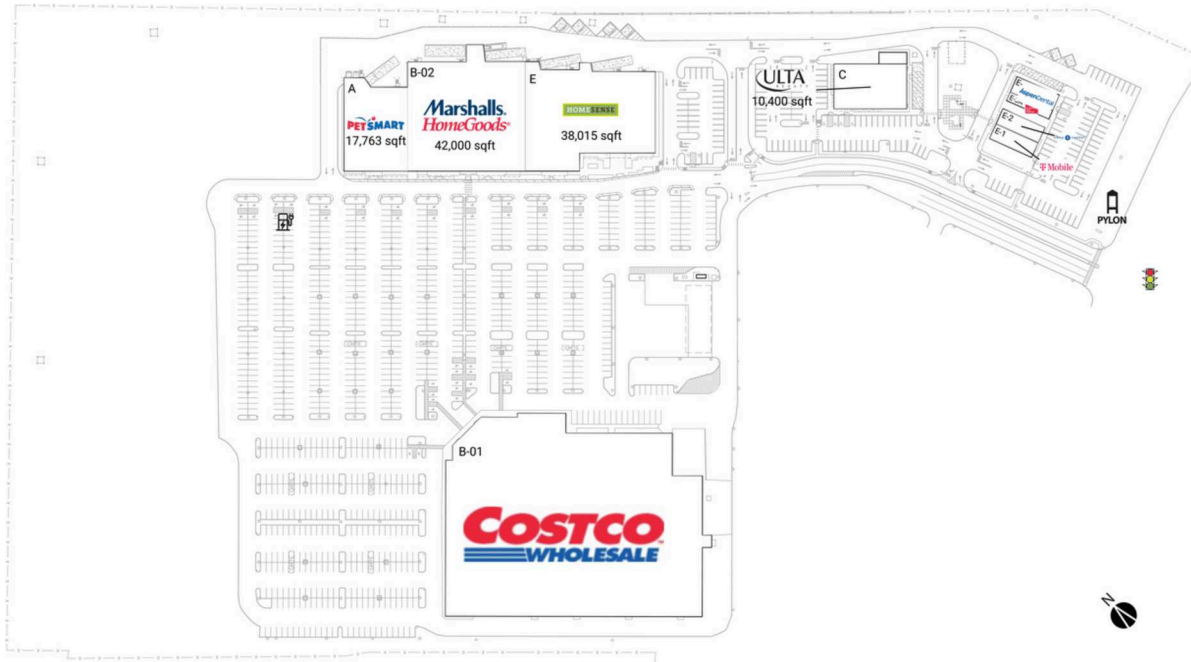 A
PETSMART
17,763 sqft
B-02
Marshalls.
HomeGoods
42,000 sqft
E
HOMESENSE
38,015 sqft
ULTA
10,400 sqft
C
E-
AspenDental
E-
E-2
E-1
T Mobile
PYLON
B-01
COSTCO
WHOLESALE
N